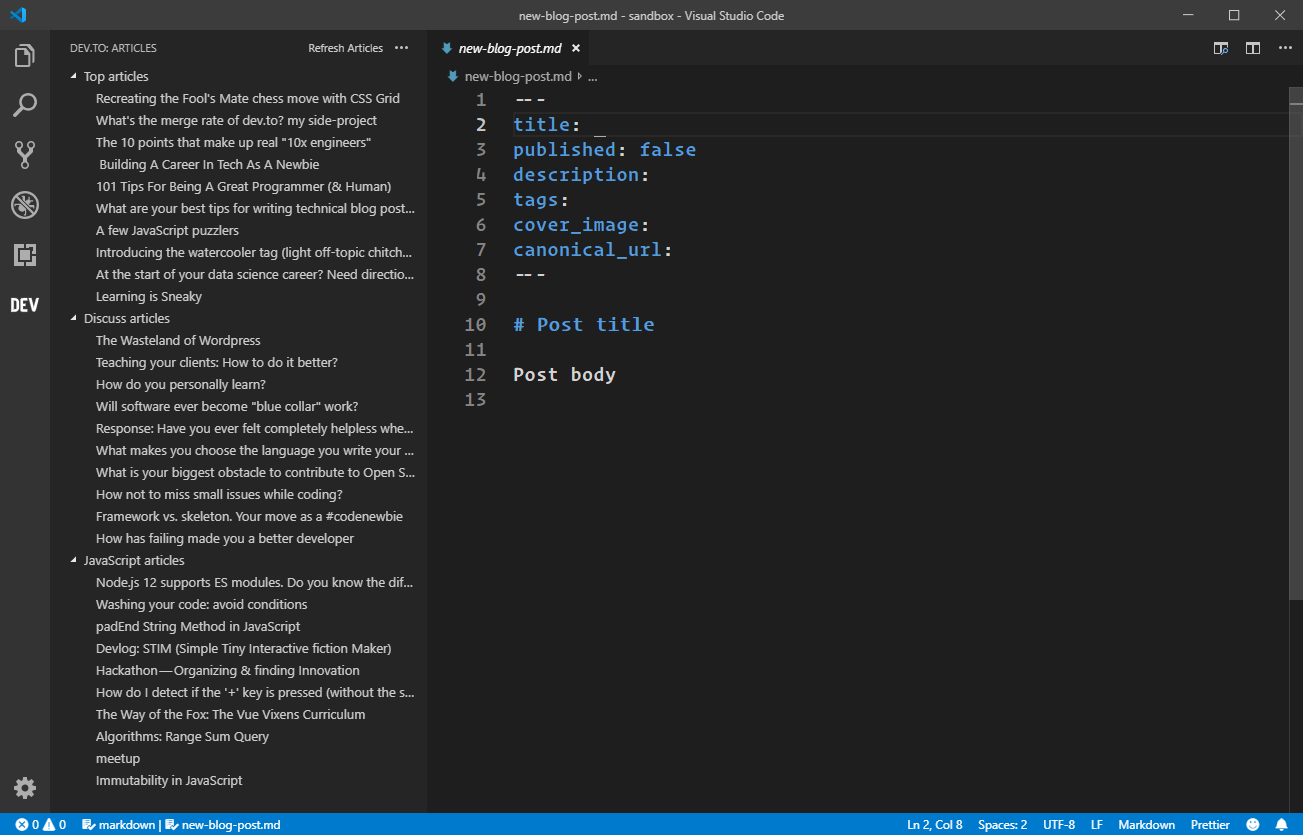 new-blog-post.md - sandbox - Visual Studio Code
DEV.TO: ARTICLES
Refresh Articles
Top articles
Recreating the Fool's Mate chess move with CSS Grid
What's the merge rate of dev.to? my side-project
The 10 points that make up real "10x engineers"
Building A Career In Tech As A Newbie
101 Tips For Being A Great Programmer (& Human)
What are your best tips for writing technical blog post...
A few JavaScript puzzlers
Introducing the watercooler tag (light off-topic chitch...
At the start of your data science career? Need directio...
Learning is Sneaky
Discuss articles
The Wasteland of Wordpress
Teaching your clients: How to do it better?
How do you personally learn?
Will software ever become "blue collar" work?
Response: Have you ever felt completely helpless whe...
What makes you choose the language you write your ...
What is your biggest obstacle to contribute to Open S...
How not to miss small issues while coding?
Framework vs. skeleton. Your move as a #codenewbie
How has failing made you a better developer
JavaScript articles
Node.js 12 supports ES modules. Do you know the dif...
Washing your code: avoid conditions
padEnd String Method in JavaScript
Devlog: STIM (Simple Tiny Interactive fiction Maker)
Hackathon—Organizing & finding Innovation
How do I detect if the '+' key is pressed (without the s...
The Way of the Fox: The Vue Vixens Curriculum
Algorithms: Range Sum Query
meetup
Immutability in JavaScript
DEV
new-blog-post.md
new-blog-post.md ...
1 ---
2 title: _
3 published: false
4 description:
5 tags:
6 cover_image:
7 canonical_url:
8 ---
9
10 # Post title
11
12 Post body
13
0 0 markdown | new-blog-post.md
Ln 2, Col 8 Spaces: 2 UTF-8 LF Markdown Prettier